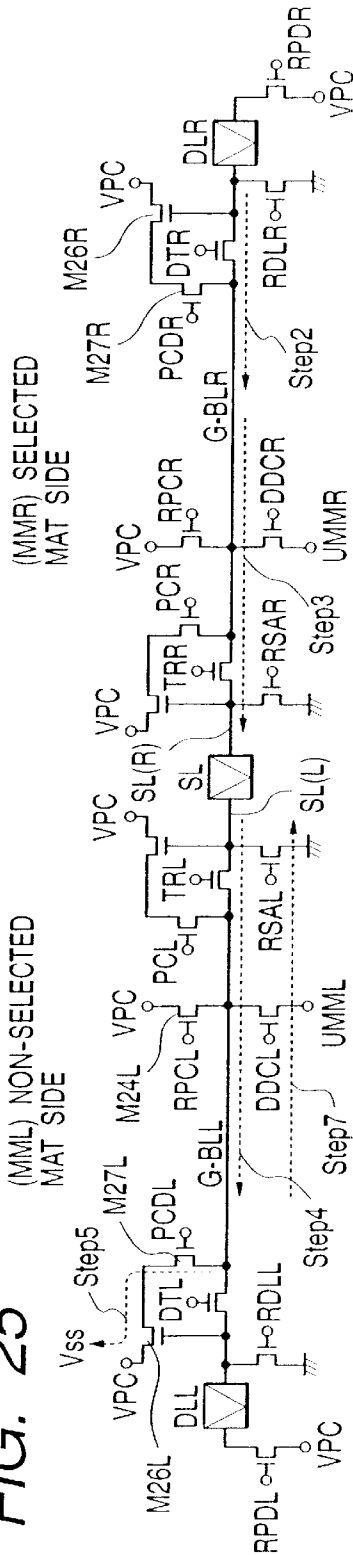 FIG. 25
(MML) NON-SELECTED
MAT SIDE
(MMR) SELECTED
MAT SIDE
Vss
Step5
VPC
M26L
M27L
PCDL
DTL
DLL
RDLL
RPDL
VPC
G-BLL
Step4
Step7
VPC
M24L
RPCL
DDCL
UMML
PCL
TRL
VPC
RSAL
SL
SL(L)
SL(R)
VPC
PCR
TRR
RSAR
Step3
VPC
RPCR
DDCR
UMMR
G-BLR
Step2
M27R
PCDR
M26R
VPC
DTR
RDLR
DLR
RPDR
VPC